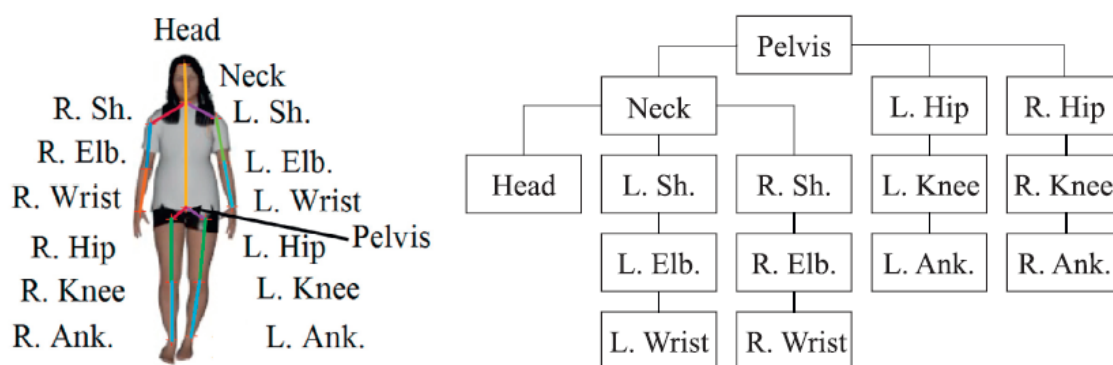 Head
Neck
R. Sh.
L. Sh.
R. Elb.
L. Elb.
R. Wrist
L. Wrist
Pelvis
R. Hip
L. Hip
R. Knee
L. Knee
R. Ank.
L. Ank.
Pelvis
Neck
L. Hip
R. Hip
Head
L. Sh.
R. Sh.
L. Knee
R. Knee
L. Elb.
R. Elb.
L. Ank.
R. Ank.
L. Wrist
R. Wrist